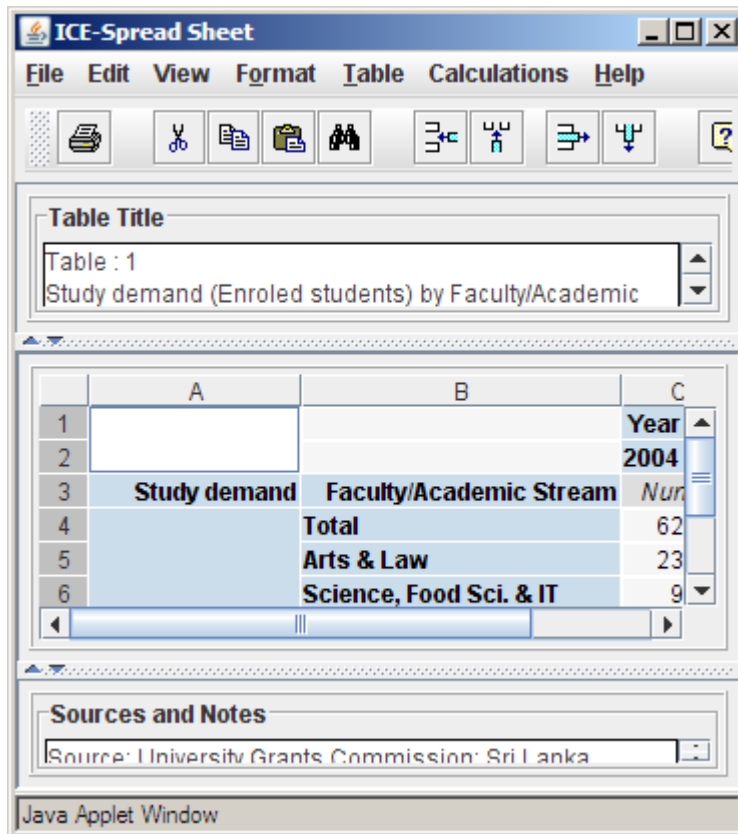 ICE-Spread Sheet
File Edit View Format Table Calculations Help
Table Title
Table : 1
Study demand (Enroled students) by Faculty/Academic
A B C
1 Year
2 2004
3 Study demand Faculty/Academic Stream Nun
4 Total 62
5 Arts & Law 23
6 Science, Food Sci. & IT 9
Sources and Notes
Source: University Grants Commission: Sri Lanka
Java Applet Window